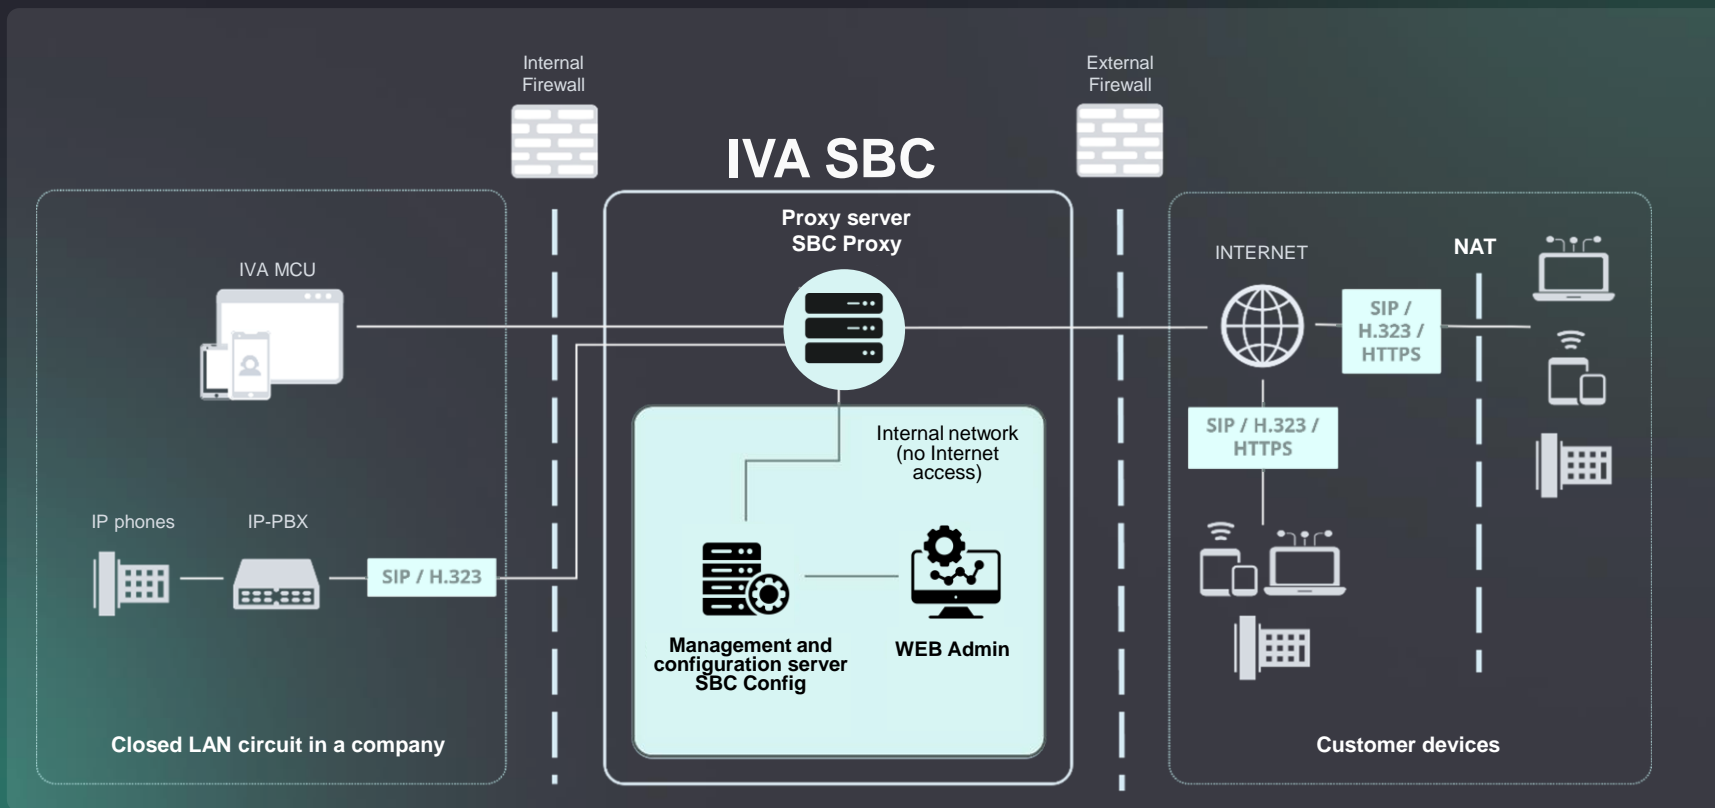 Internal
Firewall
External
Firewall
IVA SBC
Proxy server
SBC Proxy
IVA MCU
INTERNET
NAT
SIP /
H.323 /
HTTPS
SIP / H.323 /
HTTPS
Internal network
(no Internet
access)
IP phones
IP-PBX
SIP / H.323
Management and
configuration server
SBC Config
WEB Admin
Closed LAN circuit in a company
Customer devices